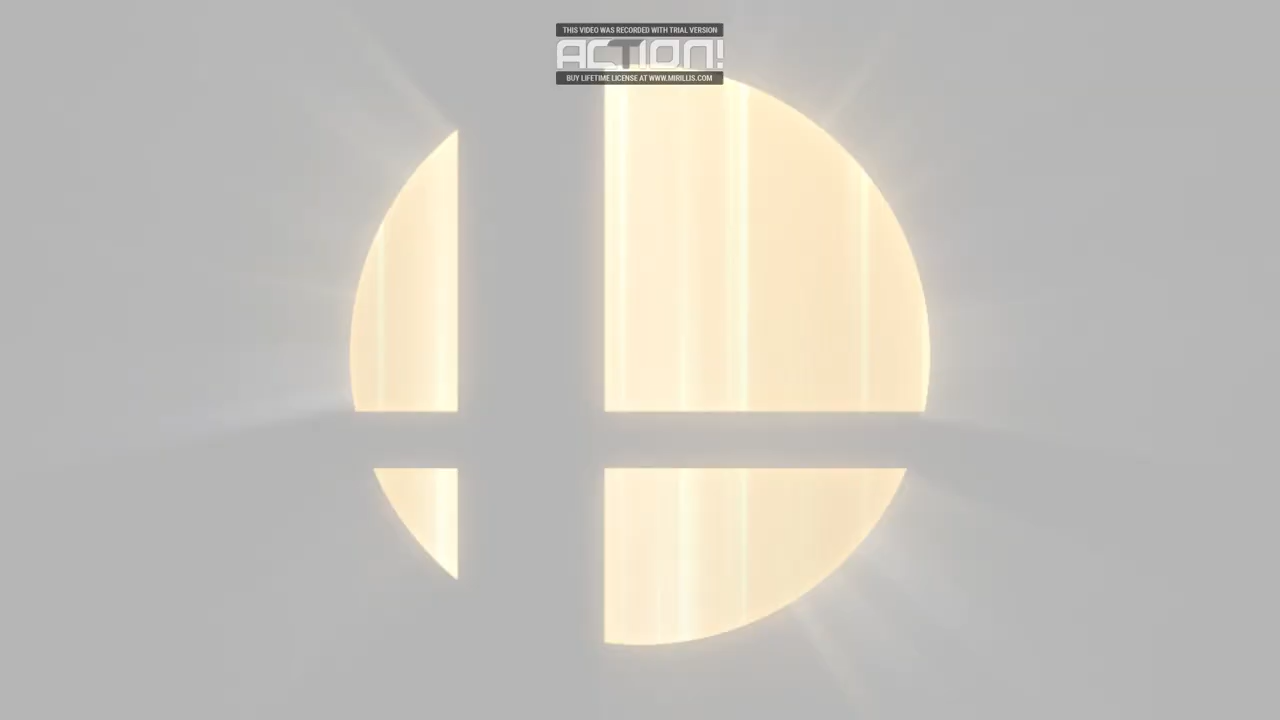 THIS VIDEO WAS RECORDED WITH TRIAL VERSION
ACTION!
BUY LIFETIME LICENSE AT WWW.MIRILLIS.COM